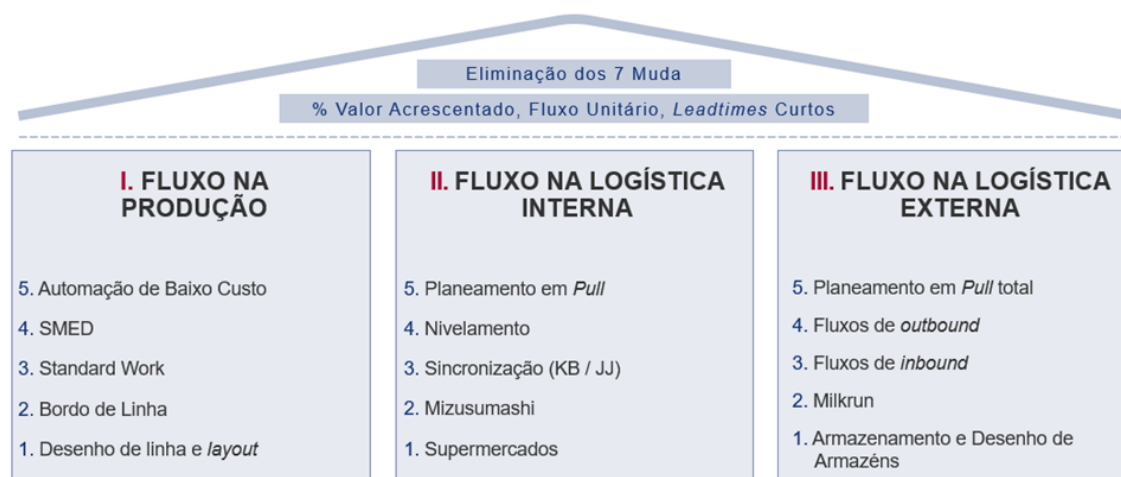 Eliminação dos 7 Muda
% Valor Acrescentado, Fluxo Unitário, Leadtimes Curtos
I. FLUXO NA
PRODUÇÃO
5. Automação de Baixo Custo
4. SMED
3. Standard Work
2. Bordo de Linha
1. Desenho de linha e layout
II. FLUXO NA LOGÍSTICA
INTERNA
5. Planeamento em Pull
4. Nivelamento
3. Sincronização (KB / JJ)
2. Mizusumashi
1. Supermercados
III. FLUXO NA LOGÍSTICA
EXTERNA
5. Planeamento em Pull total
4. Fluxos de outbound
3. Fluxos de inbound
2. Milkrun
1. Armazenamento e Desenho de
Armazéns